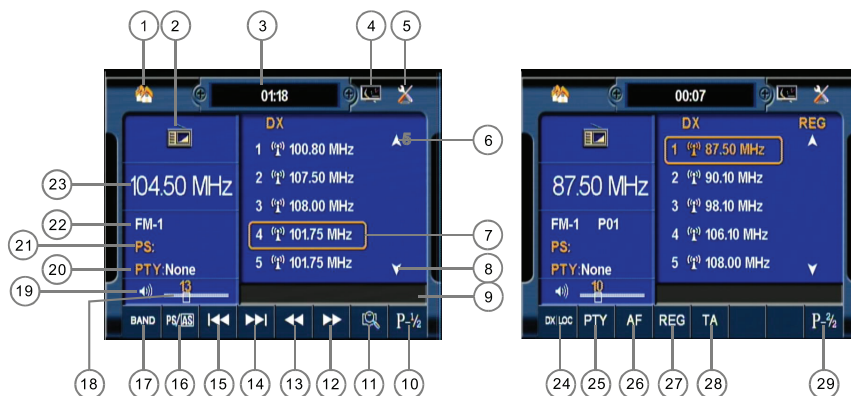 1 2 3 4 5
01:18
DX
1 100.80 MHz
2 107.50 MHz
3 108.00 MHz
4 101.75 MHz
5 101.75 MHz
104.50 MHz
FM-1
PS:
PTY:None
13
BAND PS/AS P-½
6
7
8
9
23
22
21
20
19
18 17 16 15 14 13 12 11 10
00:07
DX REG
1 87.50 MHz
2 90.10 MHz
3 98.10 MHz
4 106.10 MHz
5 108.00 MHz
87.50 MHz
FM-1 P01
PS:
PTY:None
10
DX|LOC PTY AF REG TA P-2/2
24 25 26 27 28 29